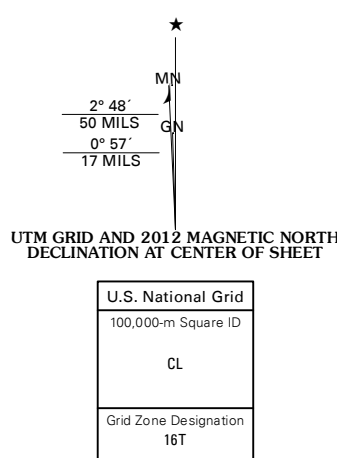 ★
MN
2° 48´
50 MILS
GN
0° 57´
17 MILS
UTM GRID AND 2012 MAGNETIC NORTH
DECLINATION AT CENTER OF SHEET
U.S. National Grid
100,000-m Square ID
CL
Grid Zone Designation
16T